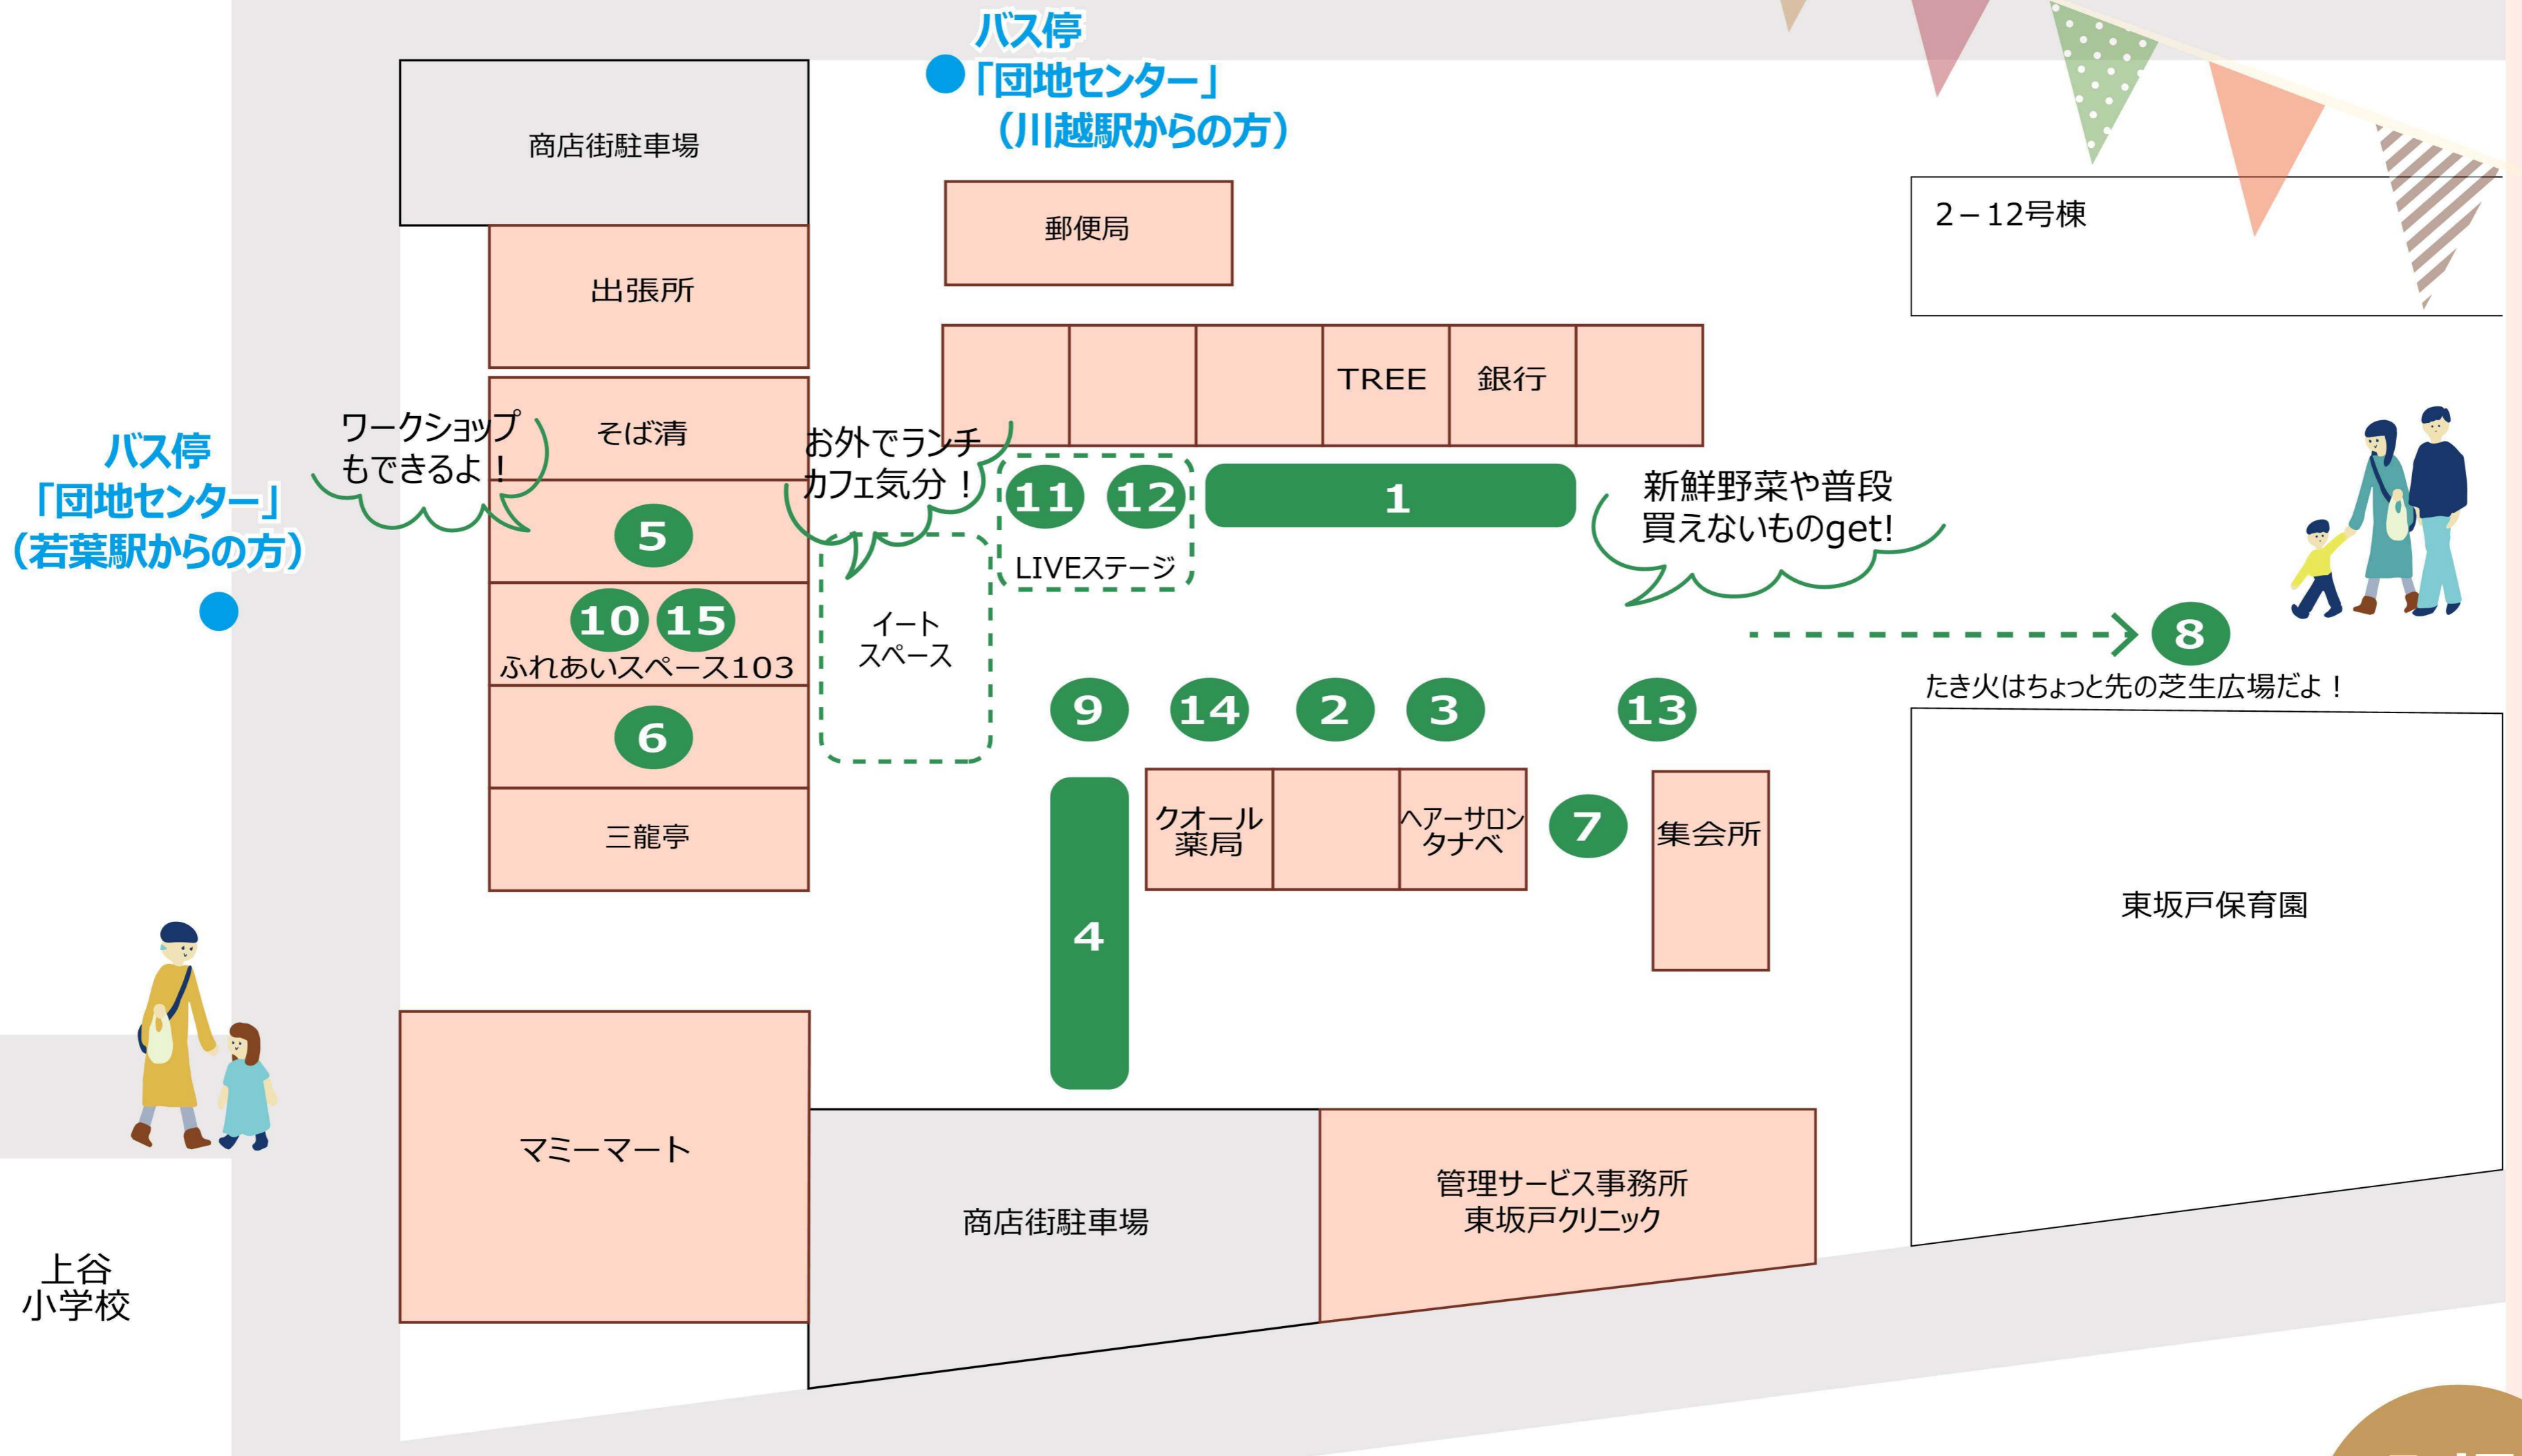 バス停
「団地センター」
（川越駅からの方）
商店街駐車場
郵便局
2－12号棟
出張所
TREE
銀行
そば清
ワークショップ
もできるよ！
お外でランチ
カフェ気分！
バス停
「団地センター」
（若葉駅からの方）
11
12
LIVEステージ
1
新鮮野菜や普段
買えないものget!
5
10
15
ふれあいスペース103
イート
スペース
8
たき火はちょっと先の芝生広場だよ！
6
9
14
2
3
13
三龍亭
クオール
薬局
ヘアーサロン
タナベ
7
集会所
4
東坂戸保育園
マミーマート
商店街駐車場
管理サービス事務所
東坂戸クリニック
上谷
小学校